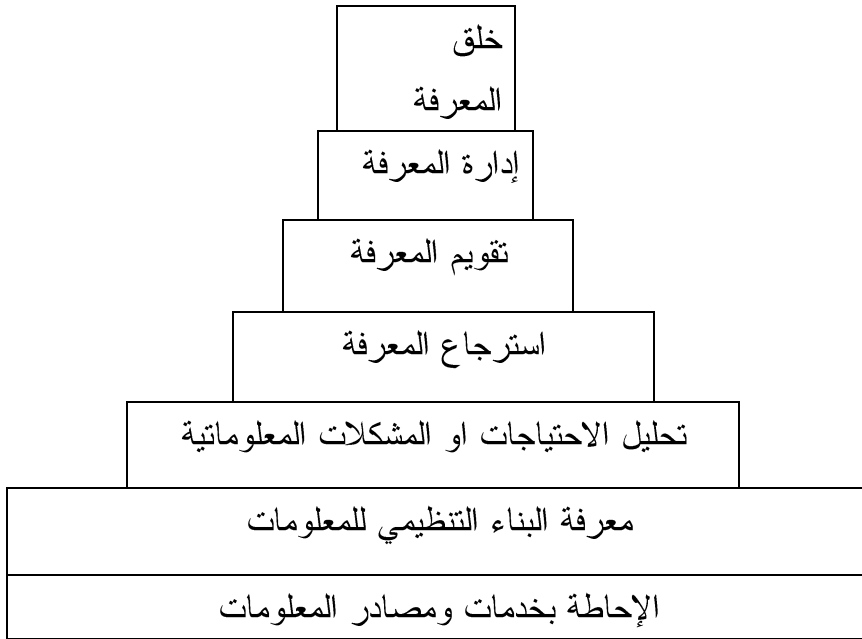 خلق
المعرفة
إدارة المعرفة
تقويم المعرفة
استرجاع المعرفة
تحليل الاحتياجات او المشكلات المعلوماتية
معرفة البناء التنظيمي للمعلومات
الإحاطة بخدمات ومصادر المعلومات